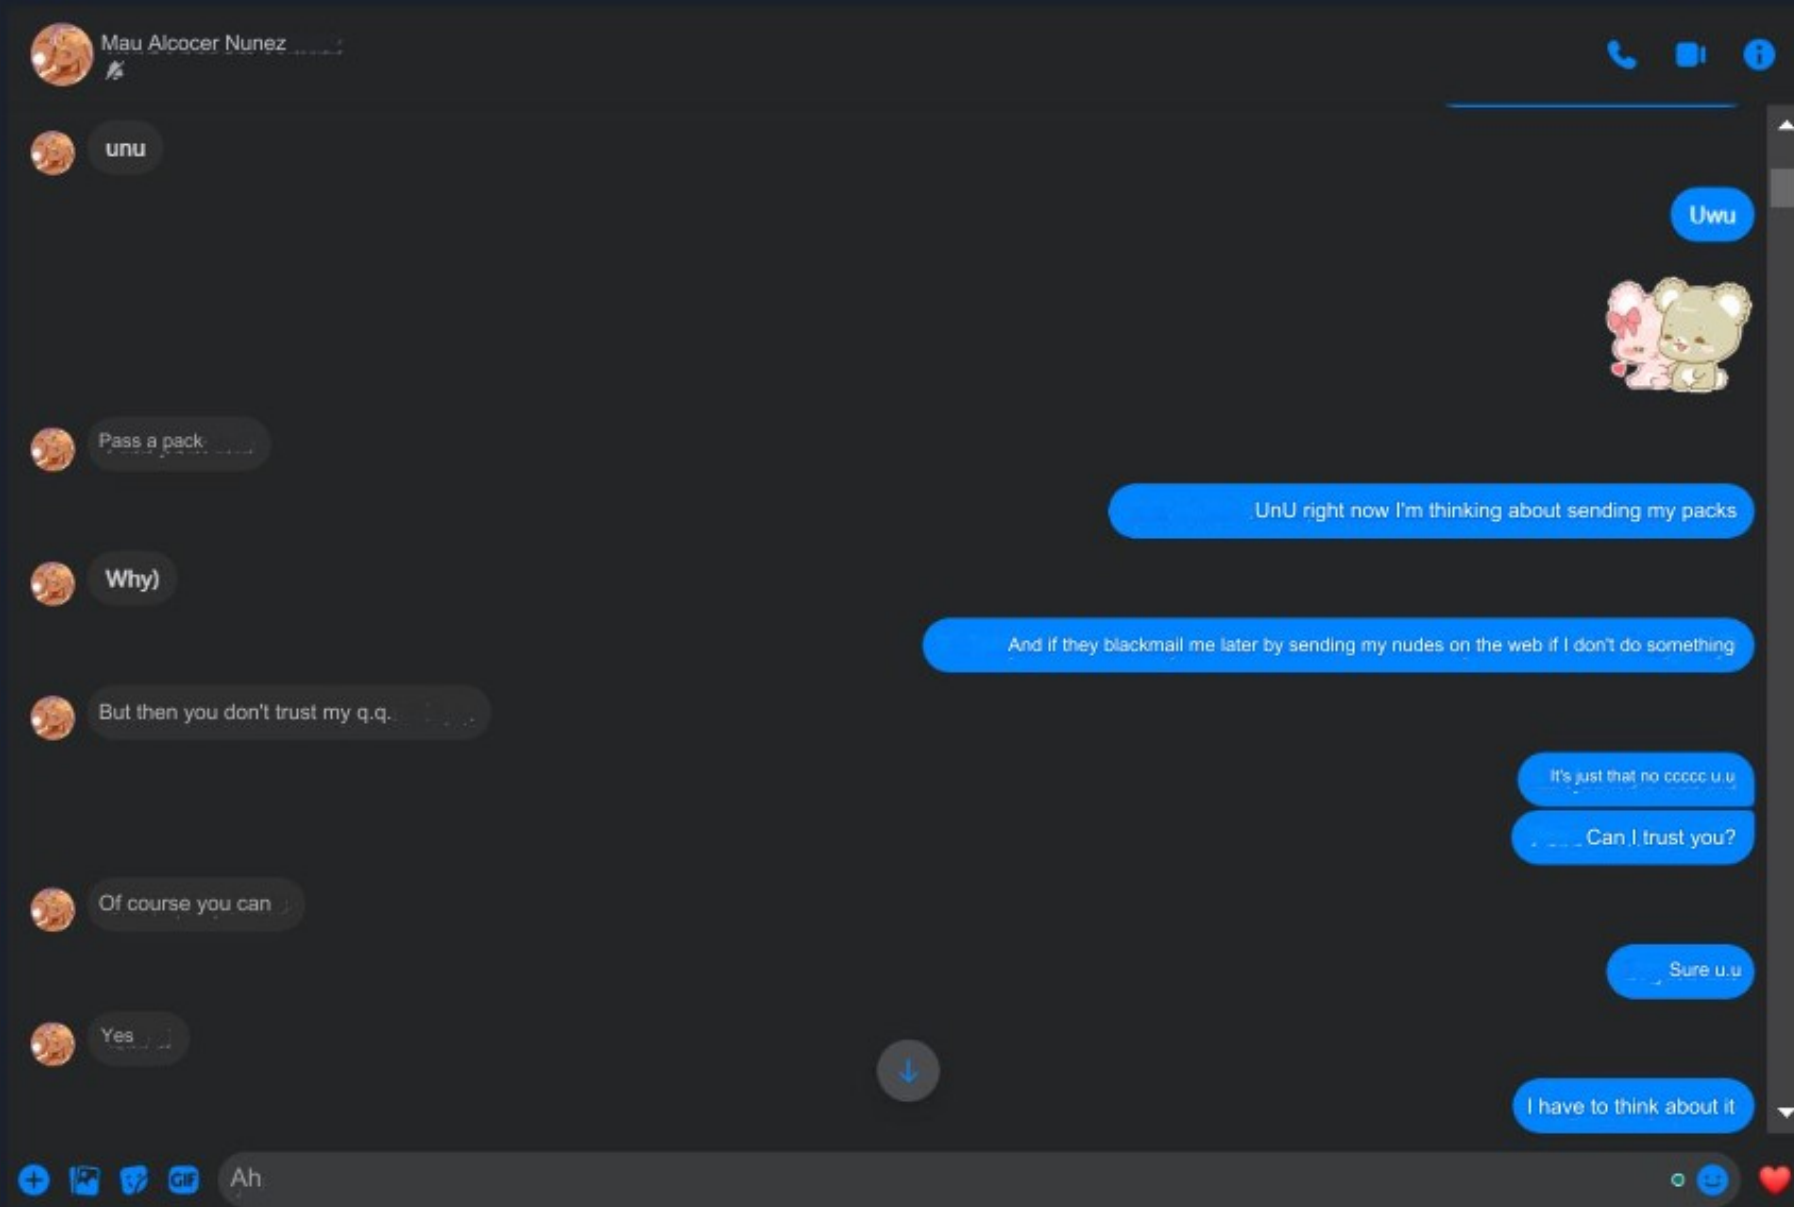 Mau Alcocer Nunez
unu
Uwu
Pass a pack
UnU right now I'm thinking about sending my packs
Why)
And if they blackmail me later by sending my nudes on the web if I don't do something
But then you don't trust my q.q.
It's just that no ccccc u.u
Can I trust you?
Of course you can
Sure u.u
Yes
I have to think about it
GIF
Ah